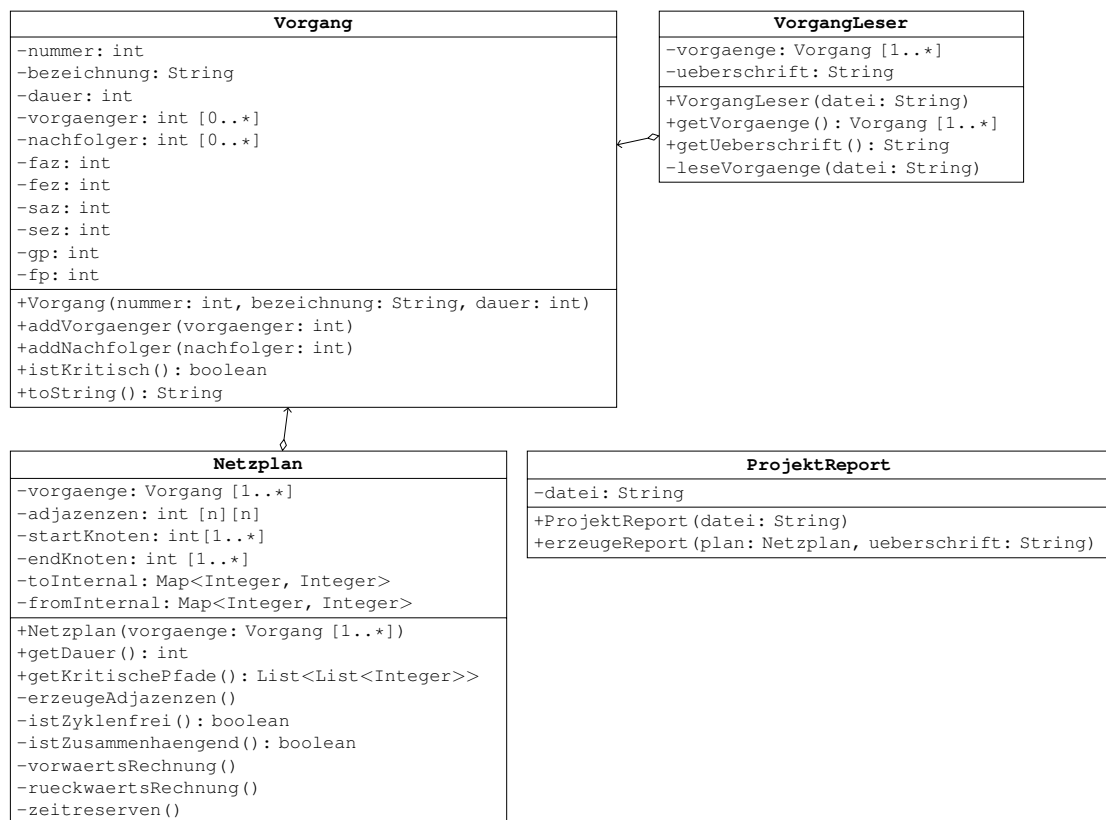 Vorgang
-nummer: int
-bezeichnung: String
-dauer: int
-vorgaenger: int [0..*]
-nachfolger: int [0..*]
-faz: int
-fez: int
-saz: int
-sez: int
-gp: int
-fp: int
+Vorgang(nummer: int, bezeichnung: String, dauer: int)
+addVorgaenger(vorgaenger: int)
+addNachfolger(nachfolger: int)
+istKritisch(): boolean
+toString(): String
VorgangLeser
-vorgaenge: Vorgang [1..*]
-ueberschrift: String
+VorgangLeser(datei: String)
+getVorgaenge(): Vorgang [1..*]
+getUeberschrift(): String
-leseVorgaenge(datei: String)
Netzplan
-vorgaenge: Vorgang [1..*]
-adjazenzen: int [n][n]
-startKnoten: int[1..*]
-endKnoten: int [1..*]
-toInternal: Map<Integer, Integer>
-fromInternal: Map<Integer, Integer>
+Netzplan(vorgaenge: Vorgang [1..*])
+getDauer(): int
+getKritischePfade(): List<List<Integer>>
-erzeugeAdjazenzen()
-istZyklenfrei(): boolean
-istZusammenhaengend(): boolean
-vorwaertsRechnung()
-rueckwaertsRechnung()
-zeitreserven()
ProjektReport
-datei: String
+ProjektReport(datei: String)
+erzeugeReport(plan: Netzplan, ueberschrift: String)